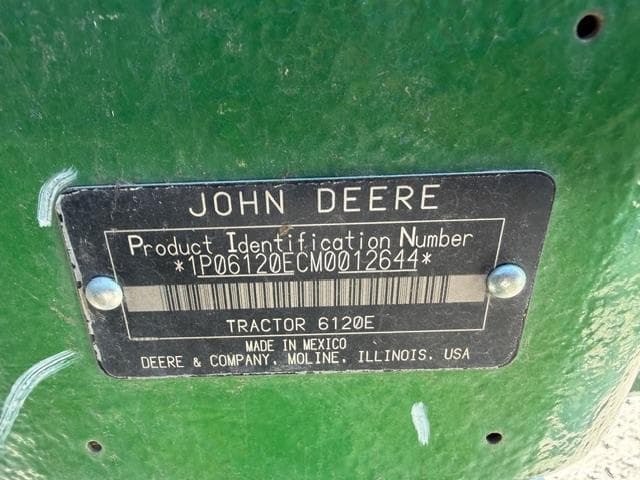 JOHN DEERE
Product Identification Number
*1P06120ECM0012644*
TRACTOR 6120E
MADE IN MEXICO
DEERE & COMPANY, MOLINE, ILLINOIS, USA